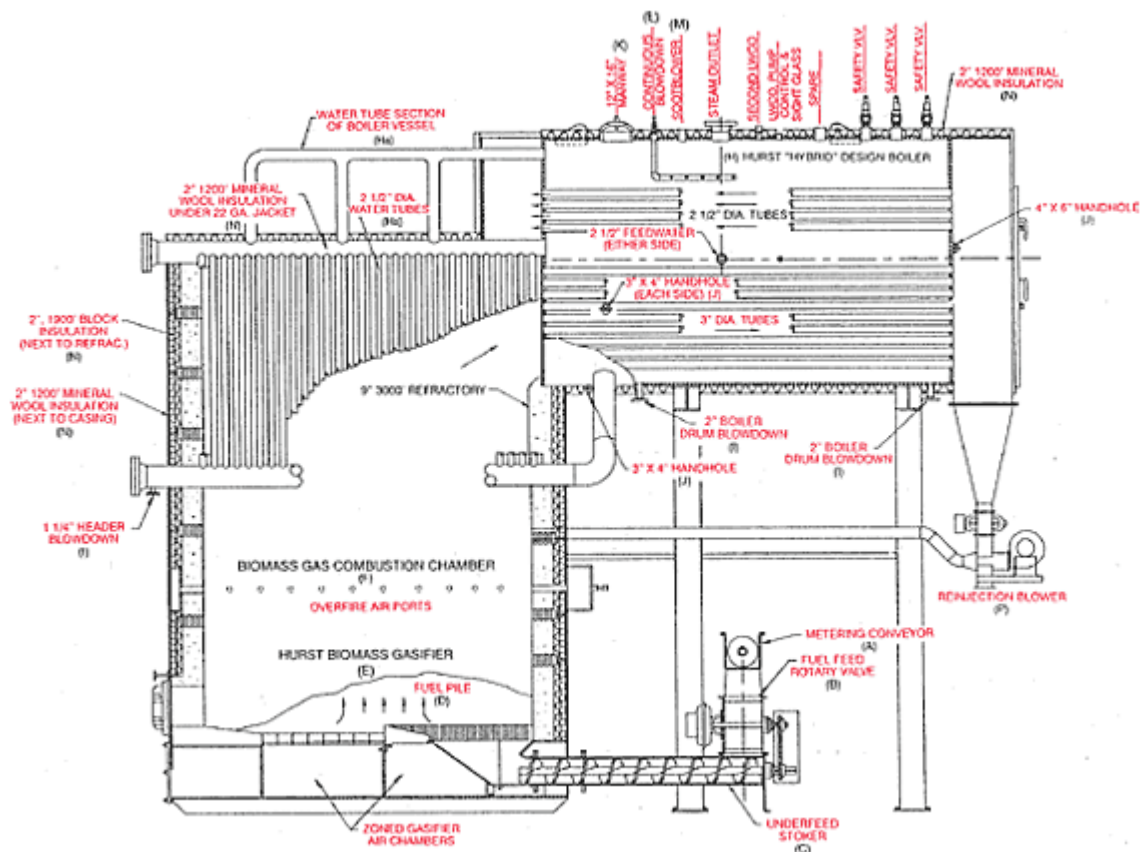 12" X 16"
MANWAY (K)
(L)
CONTINUOUS
BLOWDOWN
(M)
SOOTBLOWER
STEAM OUTLET
SECOND LWCO
LWCO, PUMP
CONTROL &
SIGHT GLASS
SPARE
SAFETY VLV.
SAFETY VLV.
SAFETY VLV.
2" 1200° MINERAL
WOOL INSULATION
(N)
WATER TUBE SECTION
OF BOILER VESSEL
(Ha)
(H) HURST "HYBRID" DESIGN BOILER
2" 1200° MINERAL
WOOL INSULATION
UNDER 22 GA. JACKET
(N)
2 1/2" DIA.
WATER TUBES
(Ha)
2 1/2" DIA. TUBES
2 1/2" FEEDWATER
(EITHER SIDE)
4" X 6" HANDHOLE
(J)
3" X 4" HANDHOLE
(EACH SIDE) (J)
3" DIA. TUBES
2", 1900° BLOCK
INSULATION
(NEXT TO REFRAC.)
(N)
9" 3000° REFRACTORY
2" 1200° MINERAL
WOOL INSULATION
(NEXT TO CASING)
(N)
2" BOILER
DRUM BLOWDOWN
(I)
2" BOILER
DRUM BLOWDOWN
(I)
3" X 4" HANDHOLE
(J)
1 1/4" HEADER
BLOWDOWN
(I)
BIOMASS GAS COMBUSTION CHAMBER
(F)
OVERFIRE AIR PORTS
REINJECTION BLOWER
(P)
HURST BIOMASS GASIFIER
(E)
FUEL PILE
(D)
METERING CONVEYOR
(A)
FUEL FEED
ROTARY VALVE
(B)
ZONED GASIFIER
AIR CHAMBERS
UNDERFEED
STOKER
(C)